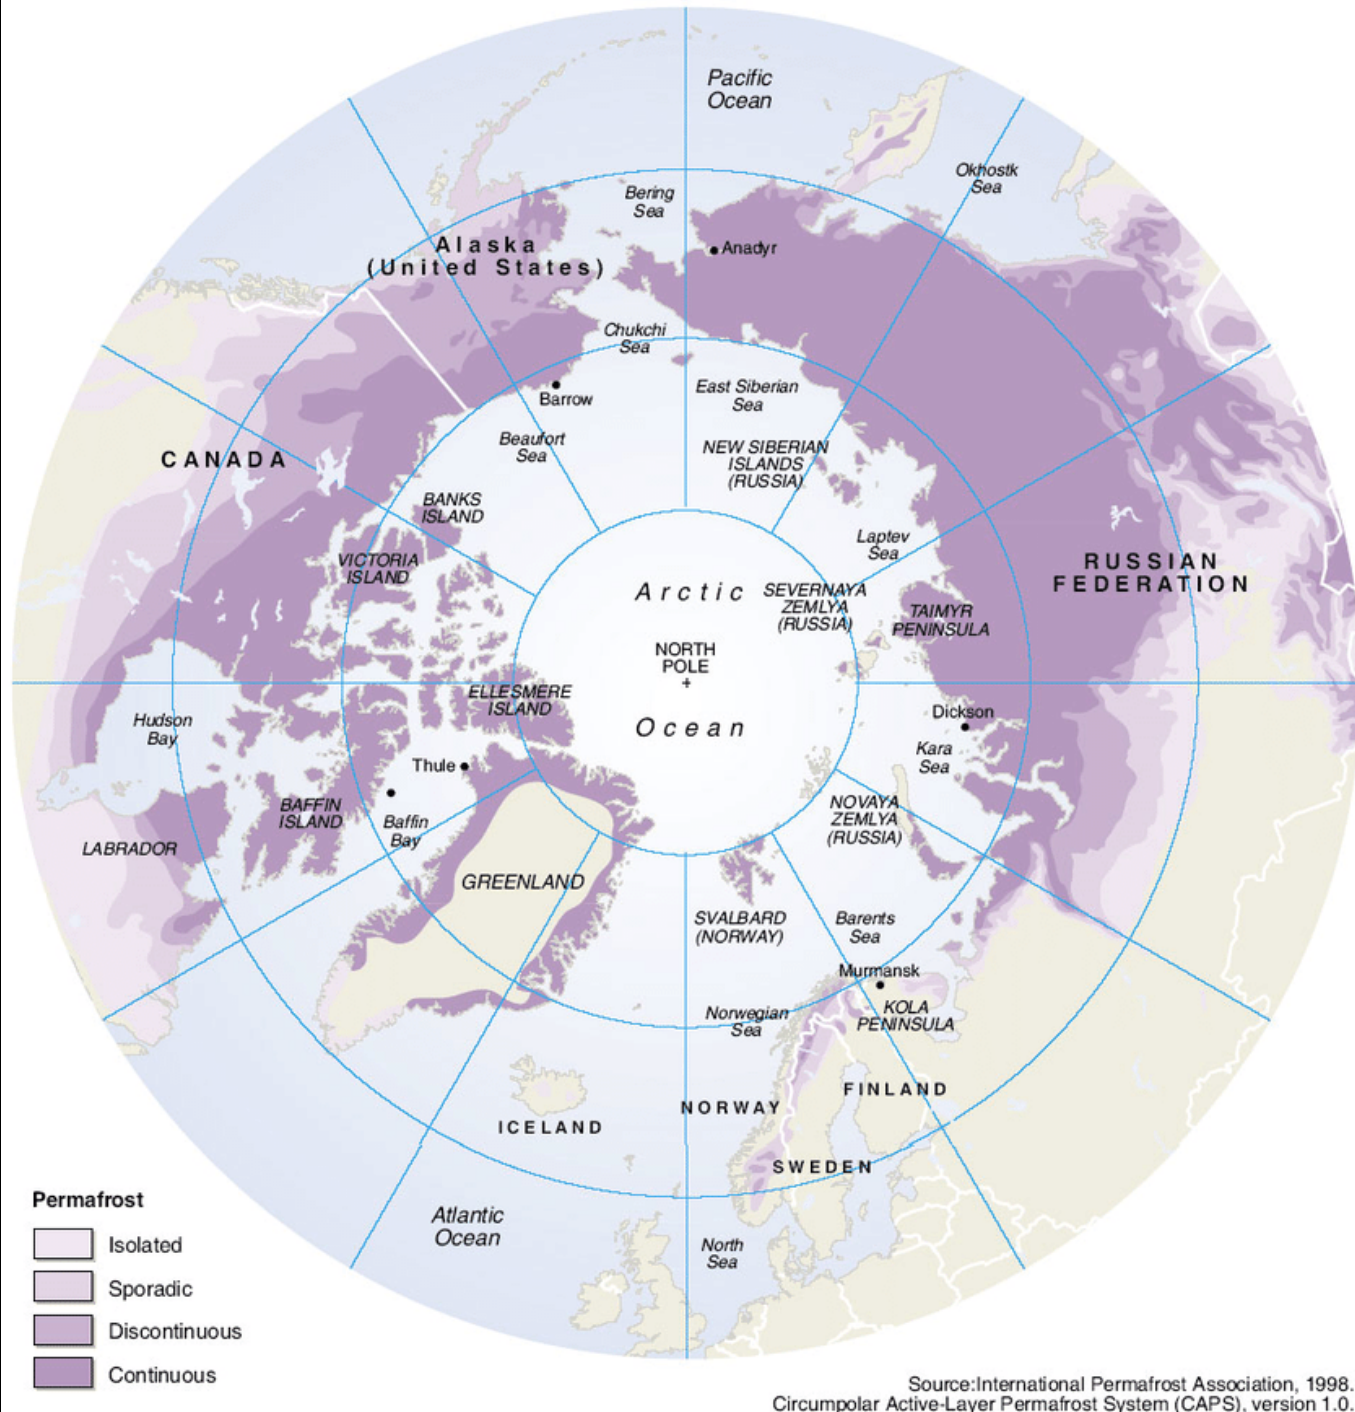 Pacific
Ocean
Okhostk
Sea
Bering
Sea
Anadyr
Alaska
(United States)
Chukchi
Sea
Barrow
East Siberian
Sea
Beaufort
Sea
NEW SIBERIAN
ISLANDS
(RUSSIA)
CANADA
BANKS
ISLAND
VICTORIA
ISLAND
Laptev
Sea
RUSSIAN
FEDERATION
Arctic
SEVERNAYA
ZEMLYA
(RUSSIA)
TAIMYR
PENINSULA
NORTH
POLE
+
ELLESMERE
ISLAND
Ocean
Dickson
Hudson
Bay
Kara
Sea
Thule
BAFFIN
ISLAND
Baffin
Bay
NOVAYA
ZEMLYA
(RUSSIA)
LABRADOR
GREENLAND
SVALBARD
(NORWAY)
Barents
Sea
Murmansk
KOLA
PENINSULA
Norwegian
Sea
FINLAND
NORWAY
ICELAND
SWEDEN
Atlantic
Ocean
North
Sea
Permafrost
Isolated
Sporadic
Discontinuous
Continuous
Source:International Permafrost Association, 1998.
Circumpolar Active-Layer Permafrost System (CAPS), version 1.0.